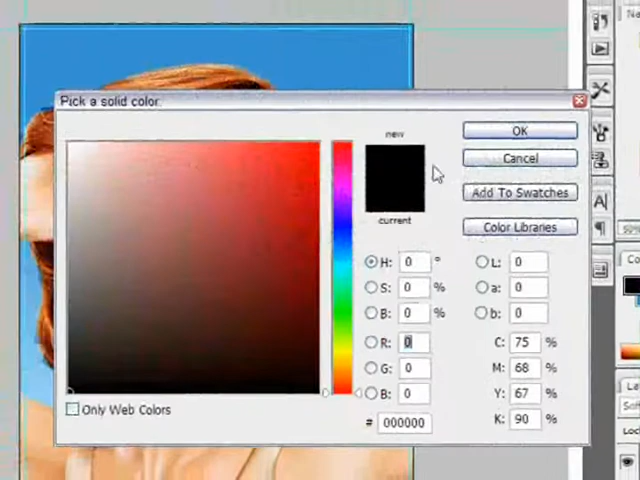 Pick a solid color:
new
current
OK
Cancel
Add To Swatches
Color Libraries
H: 0 °
S: 0 %
B: 0 %
R: 0
G: 0
B: 0
# 000000
L: 0
a: 0
b: 0
C: 75 %
M: 68 %
Y: 67 %
K: 90 %
Only Web Colors